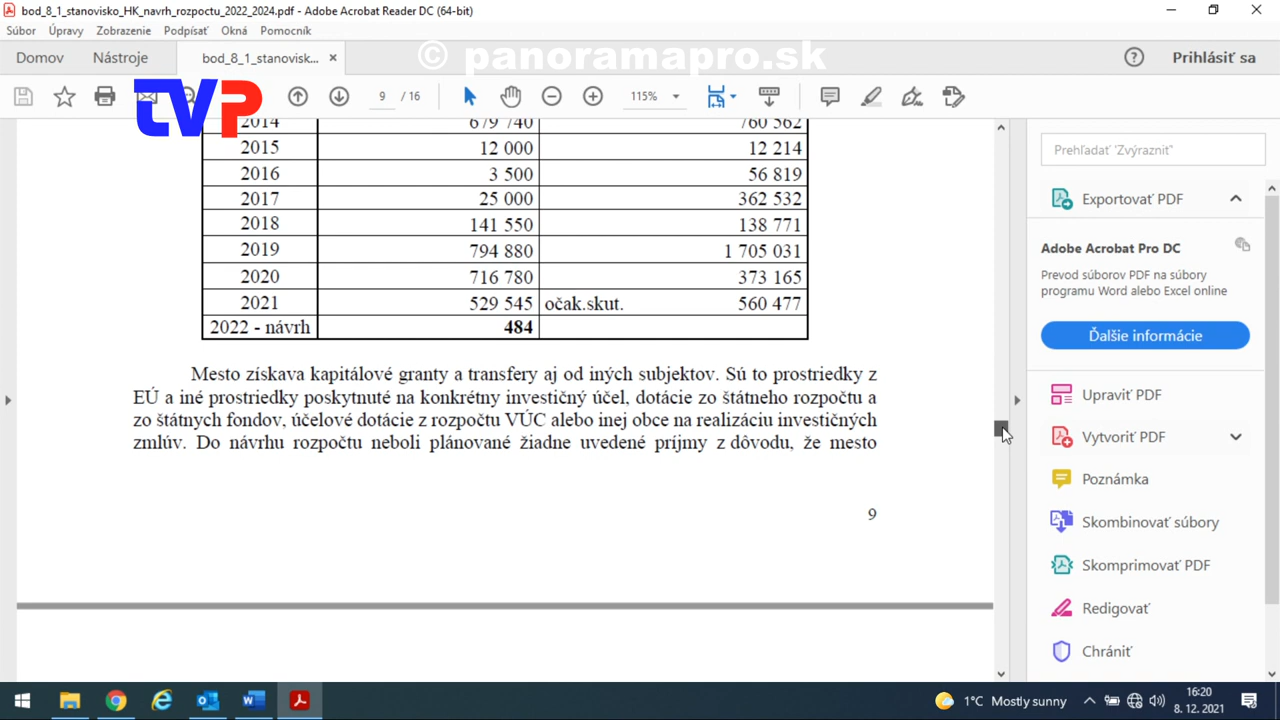 bod_8_1_stanovisko_HK_navrh_rozpoctu_2022_2024.pdf - Adobe Acrobat Reader DC (64-bit)
Súbor Úpravy Zobrazenie Podpísať Okná Pomocník
Domov Nástroje bod_8_1_stanovisk... ×
© panoramapro.sk
Prihlásiť sa
TVP
9 / 16 115%
2014 679 740 760 562
2015 12 000 12 214
2016 3 500 56 819
2017 25 000 362 532
2018 141 550 138 771
2019 794 880 1 705 031
2020 716 780 373 165
2021 529 545 očak.skut. 560 477
2022 - návrh 484
Mesto získava kapitálové granty a transfery aj od iných subjektov. Sú to prostriedky z
EÚ a iné prostriedky poskytnuté na konkrétny investičný účel, dotácie zo štátneho rozpočtu a
zo štátnych fondov, účelové dotácie z rozpočtu VÚC alebo inej obce na realizáciu investičných
zmlúv. Do návrhu rozpočtu neboli plánované žiadne uvedené príjmy z dôvodu, že mesto
9
Prehľadať "Zvýrazniť"
Exportovať PDF
Adobe Acrobat Pro DC
Prevod súborov PDF na súbory
programu Word alebo Excel online
Ďalšie informácie
Upraviť PDF
Vytvoriť PDF
Poznámka
Skombinovať súbory
Skomprimovať PDF
Redigovať
Chrániť
1°C Mostly sunny
16:20
8. 12. 2021